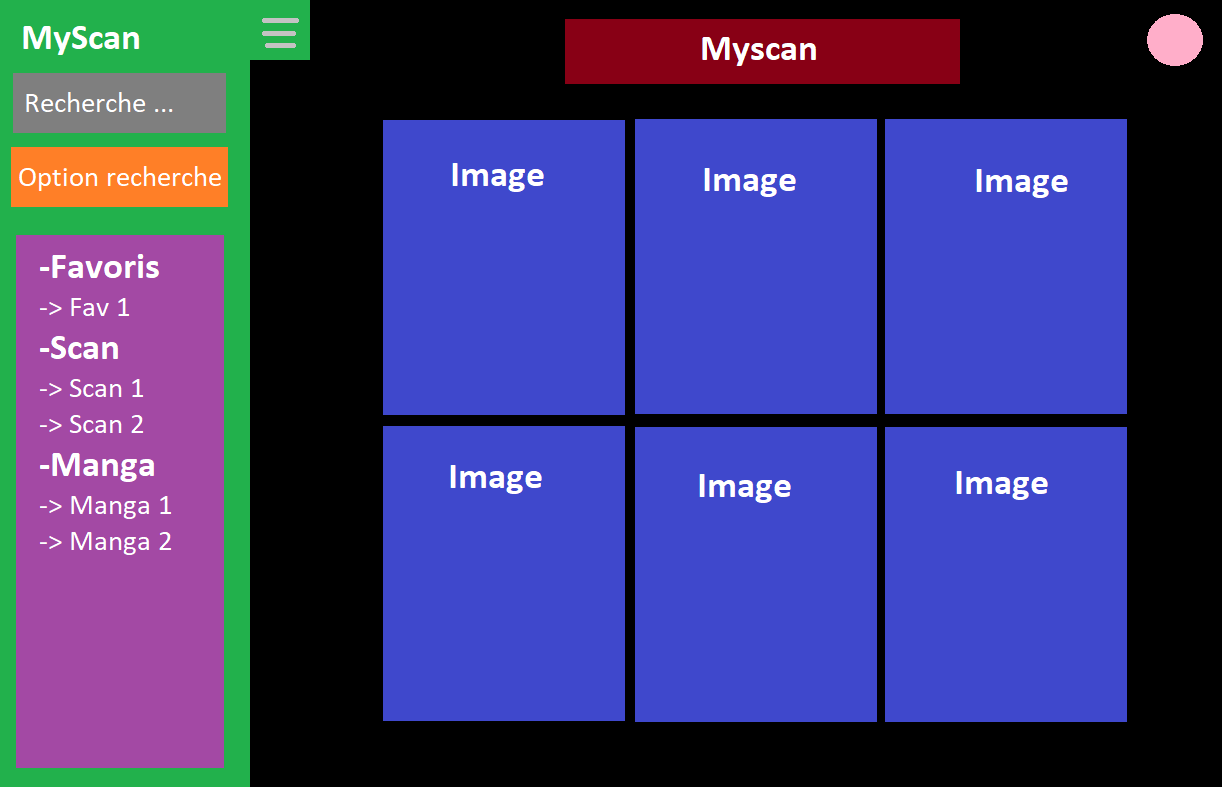 MyScan
Recherche ...
Option recherche
-Favoris
-> Fav 1
-Scan
-> Scan 1
-> Scan 2
-Manga
-> Manga 1
-> Manga 2
Myscan
Image
Image
Image
Image
Image
Image